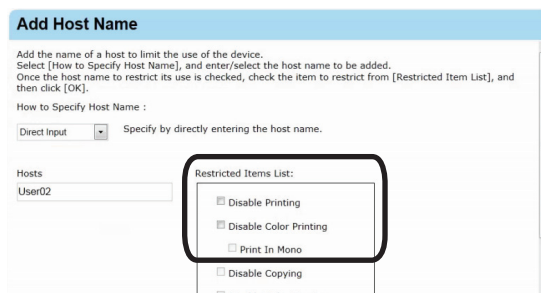 Add Host Name
Add the name of a host to limit the use of the device.
Select [How to Specify Host Name], and enter/select the host name to be added.
Once the host name to restrict its use is checked, check the item to restrict from [Restricted Item List], and
then click [OK].
How to Specify Host Name :
Direct Input Specify by directly entering the host name.
Hosts
User02
Restricted Items List:
Disable Printing
Disable Color Printing
Print In Mono
Disable Copying